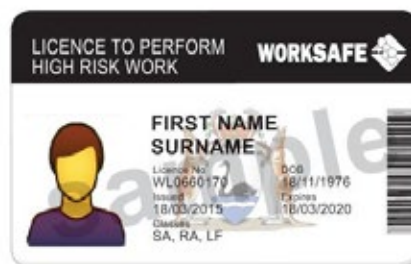 LICENCE TO PERFORM
HIGH RISK WORK
WORKSAFE
FIRST NAME
SURNAME
Licence No
DOB
WL0660170
18/11/1976
Issued
Expires
18/03/2015
18/03/2020
Classes
SA, RA, LF
sample